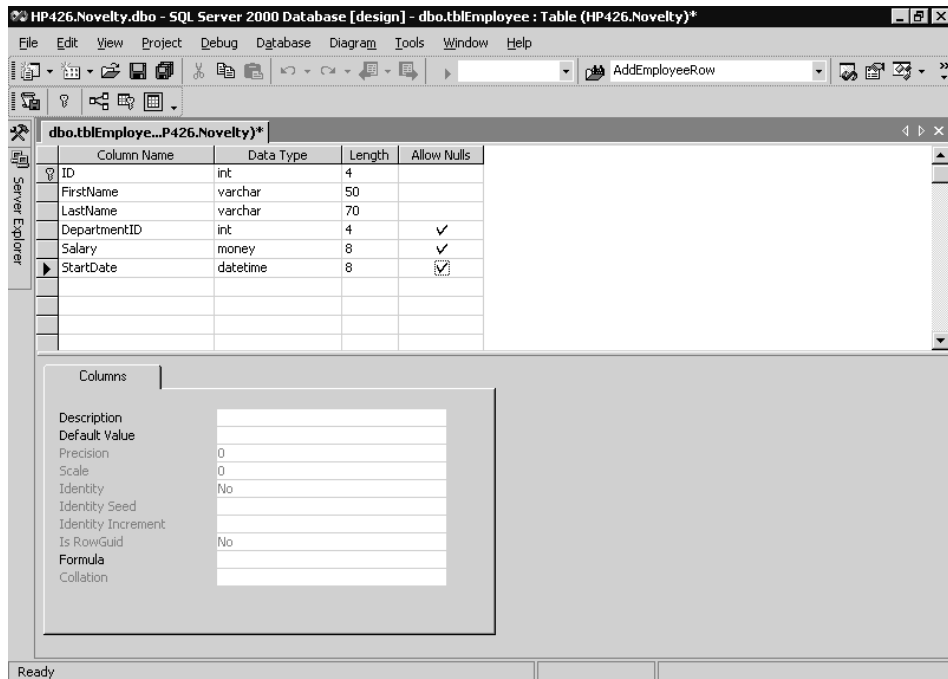 HP426.Novelty.dbo - SQL Server 2000 Database [design] - dbo.tblEmployee : Table (HP426.Novelty)*
File Edit View Project Debug Database Diagram Tools Window Help
AddEmployeeRow
dbo.tblEmploye...P426.Novelty)*
Server Explorer
Column Name Data Type Length Allow Nulls
ID int 4
FirstName varchar 50
LastName varchar 70
DepartmentID int 4
Salary money 8
StartDate datetime 8
Columns
Description
Default Value
Precision 0
Scale 0
Identity No
Identity Seed
Identity Increment
Is RowGuid No
Formula
Collation
Ready